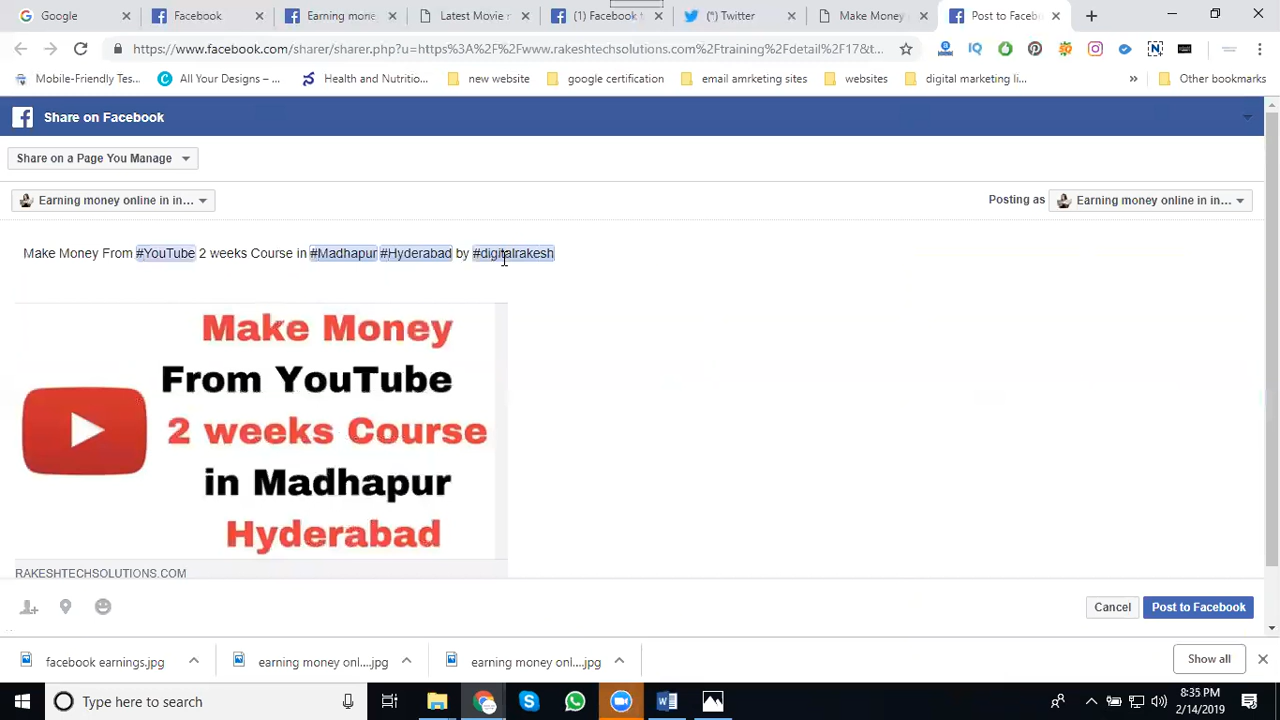 Google
Facebook
Earning mone
Latest Movie r
(1) Facebook t
(*) Twitter
Make Money
Post to Faceb
https://www.facebook.com/sharer/sharer.php?u=https%3A%2F%2Fwww.rakeshtechsolutions.com%2Ftraining%2Fdetail%2F17&t...
Mobile-Friendly Tes...
All Your Designs – ...
Health and Nutritio...
new website
google certification
email amrketing sites
websites
digital marketing li...
Other bookmarks
Share on Facebook
Share on a Page You Manage
Earning money online in in...
Posting as
Earning money online in in...
Make Money From #YouTube 2 weeks Course in #Madhapur #Hyderabad by #digitalrakesh
Make Money
From YouTube
2 weeks Course
in Madhapur
Hyderabad
RAKESHTECHSOLUTIONS.COM
Cancel
Post to Facebook
facebook earnings.jpg
earning money onl....jpg
earning money onl....jpg
Show all
Type here to search
8:35 PM
2/14/2019